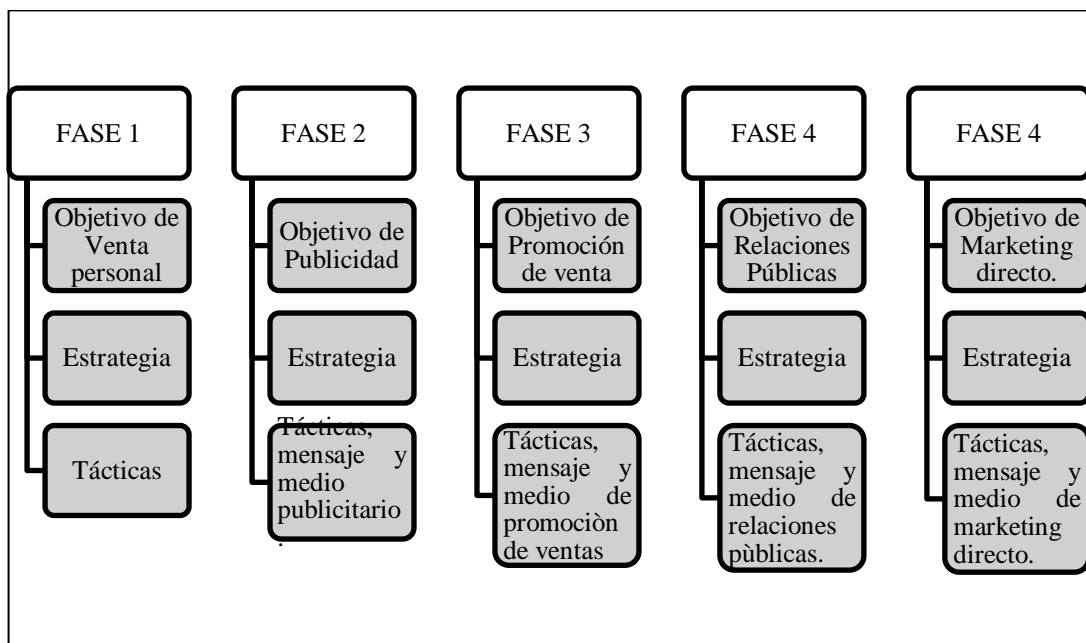 FASE 1
Objetivo de
Venta
personal
Estrategia
Tácticas
FASE 2
Objetivo de
Publicidad
Estrategia
Tácticas,
mensaje y
medio
publicitario
.
FASE 3
Objetivo de
Promoción
de venta
Estrategia
Tácticas,
mensaje y
medio de
promociòn
de ventas
FASE 4
Objetivo de
Relaciones
Públicas
Estrategia
Tácticas,
mensaje y
medio de
relaciones
pùblicas.
FASE 4
Objetivo de
Marketing
directo.
Estrategia
Tácticas,
mensaje y
medio de
marketing
directo.